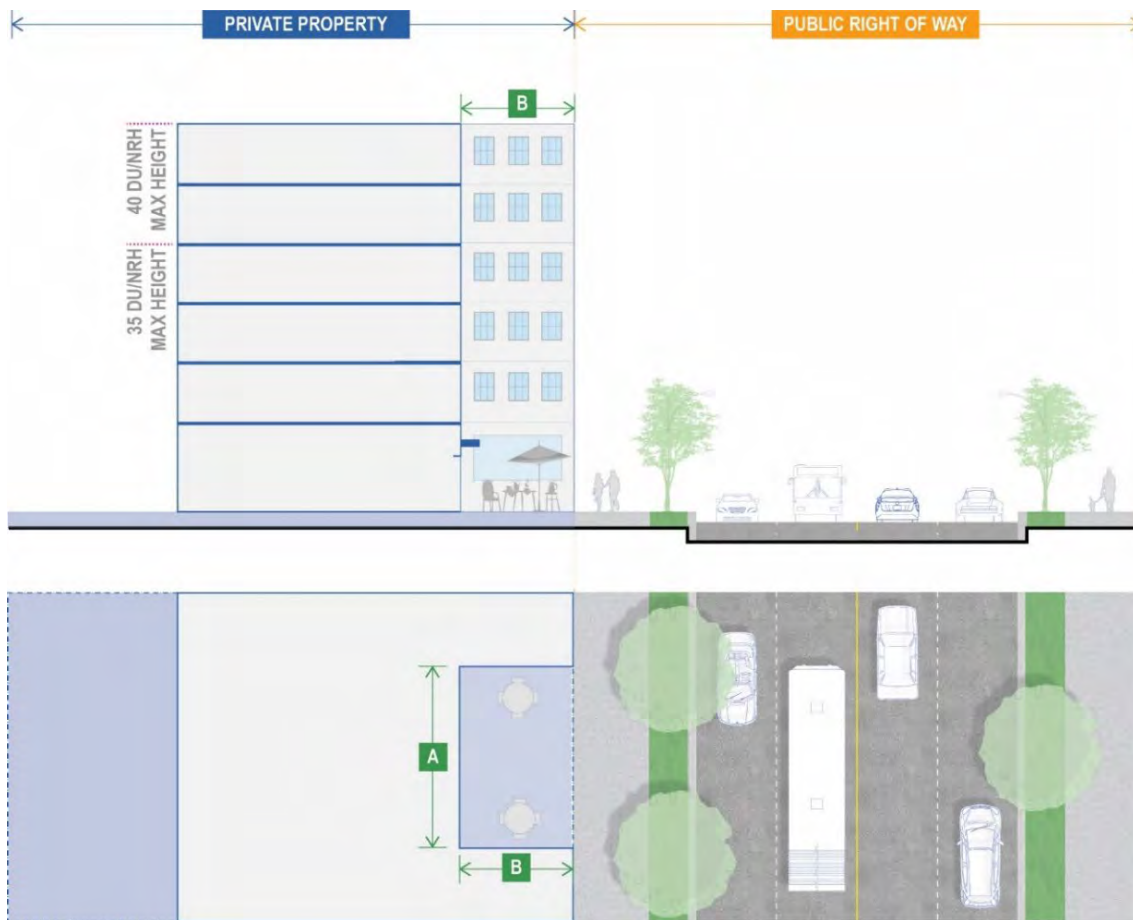 PRIVATE PROPERTY
PUBLIC RIGHT OF WAY
B
40 DU/NRH
MAX HEIGHT
35 DU/NRH
MAX HEIGHT
A
B